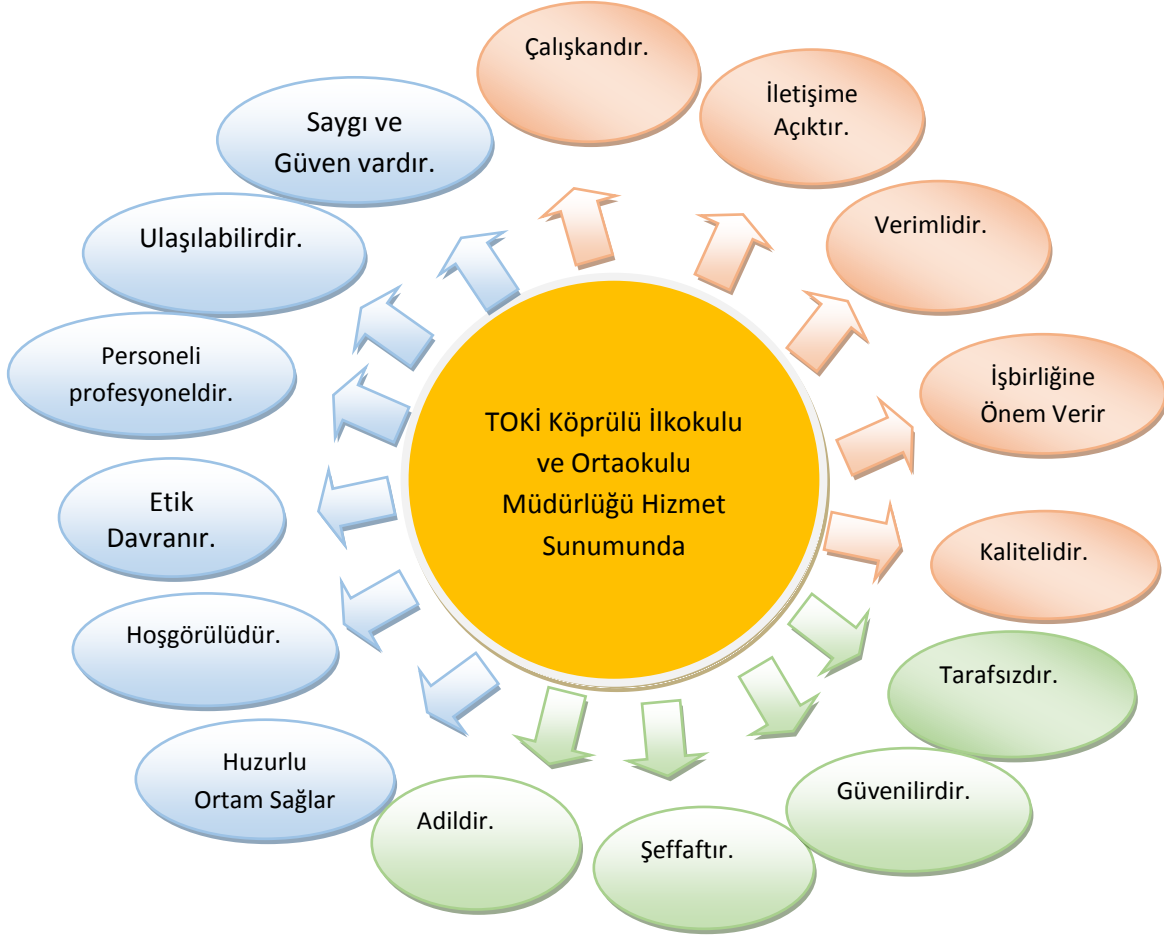 Çalışkandır.
İletişime
Açıktır.
Verimlidir.
İşbirliğine
Önem Verir
Kalitelidir.
Tarafsızdır.
Güvenilirdir.
Şeffaftır.
Adildir.
Huzurlu
Ortam Sağlar
Hoşgörülüdür.
Etik
Davranır.
Personeli
profesyoneldir.
Ulaşılabilirdir.
Saygı ve
Güven vardır.
TOKİ Köprülü İlkokulu
ve Ortaokulu
Müdürlüğü Hizmet
Sunumunda